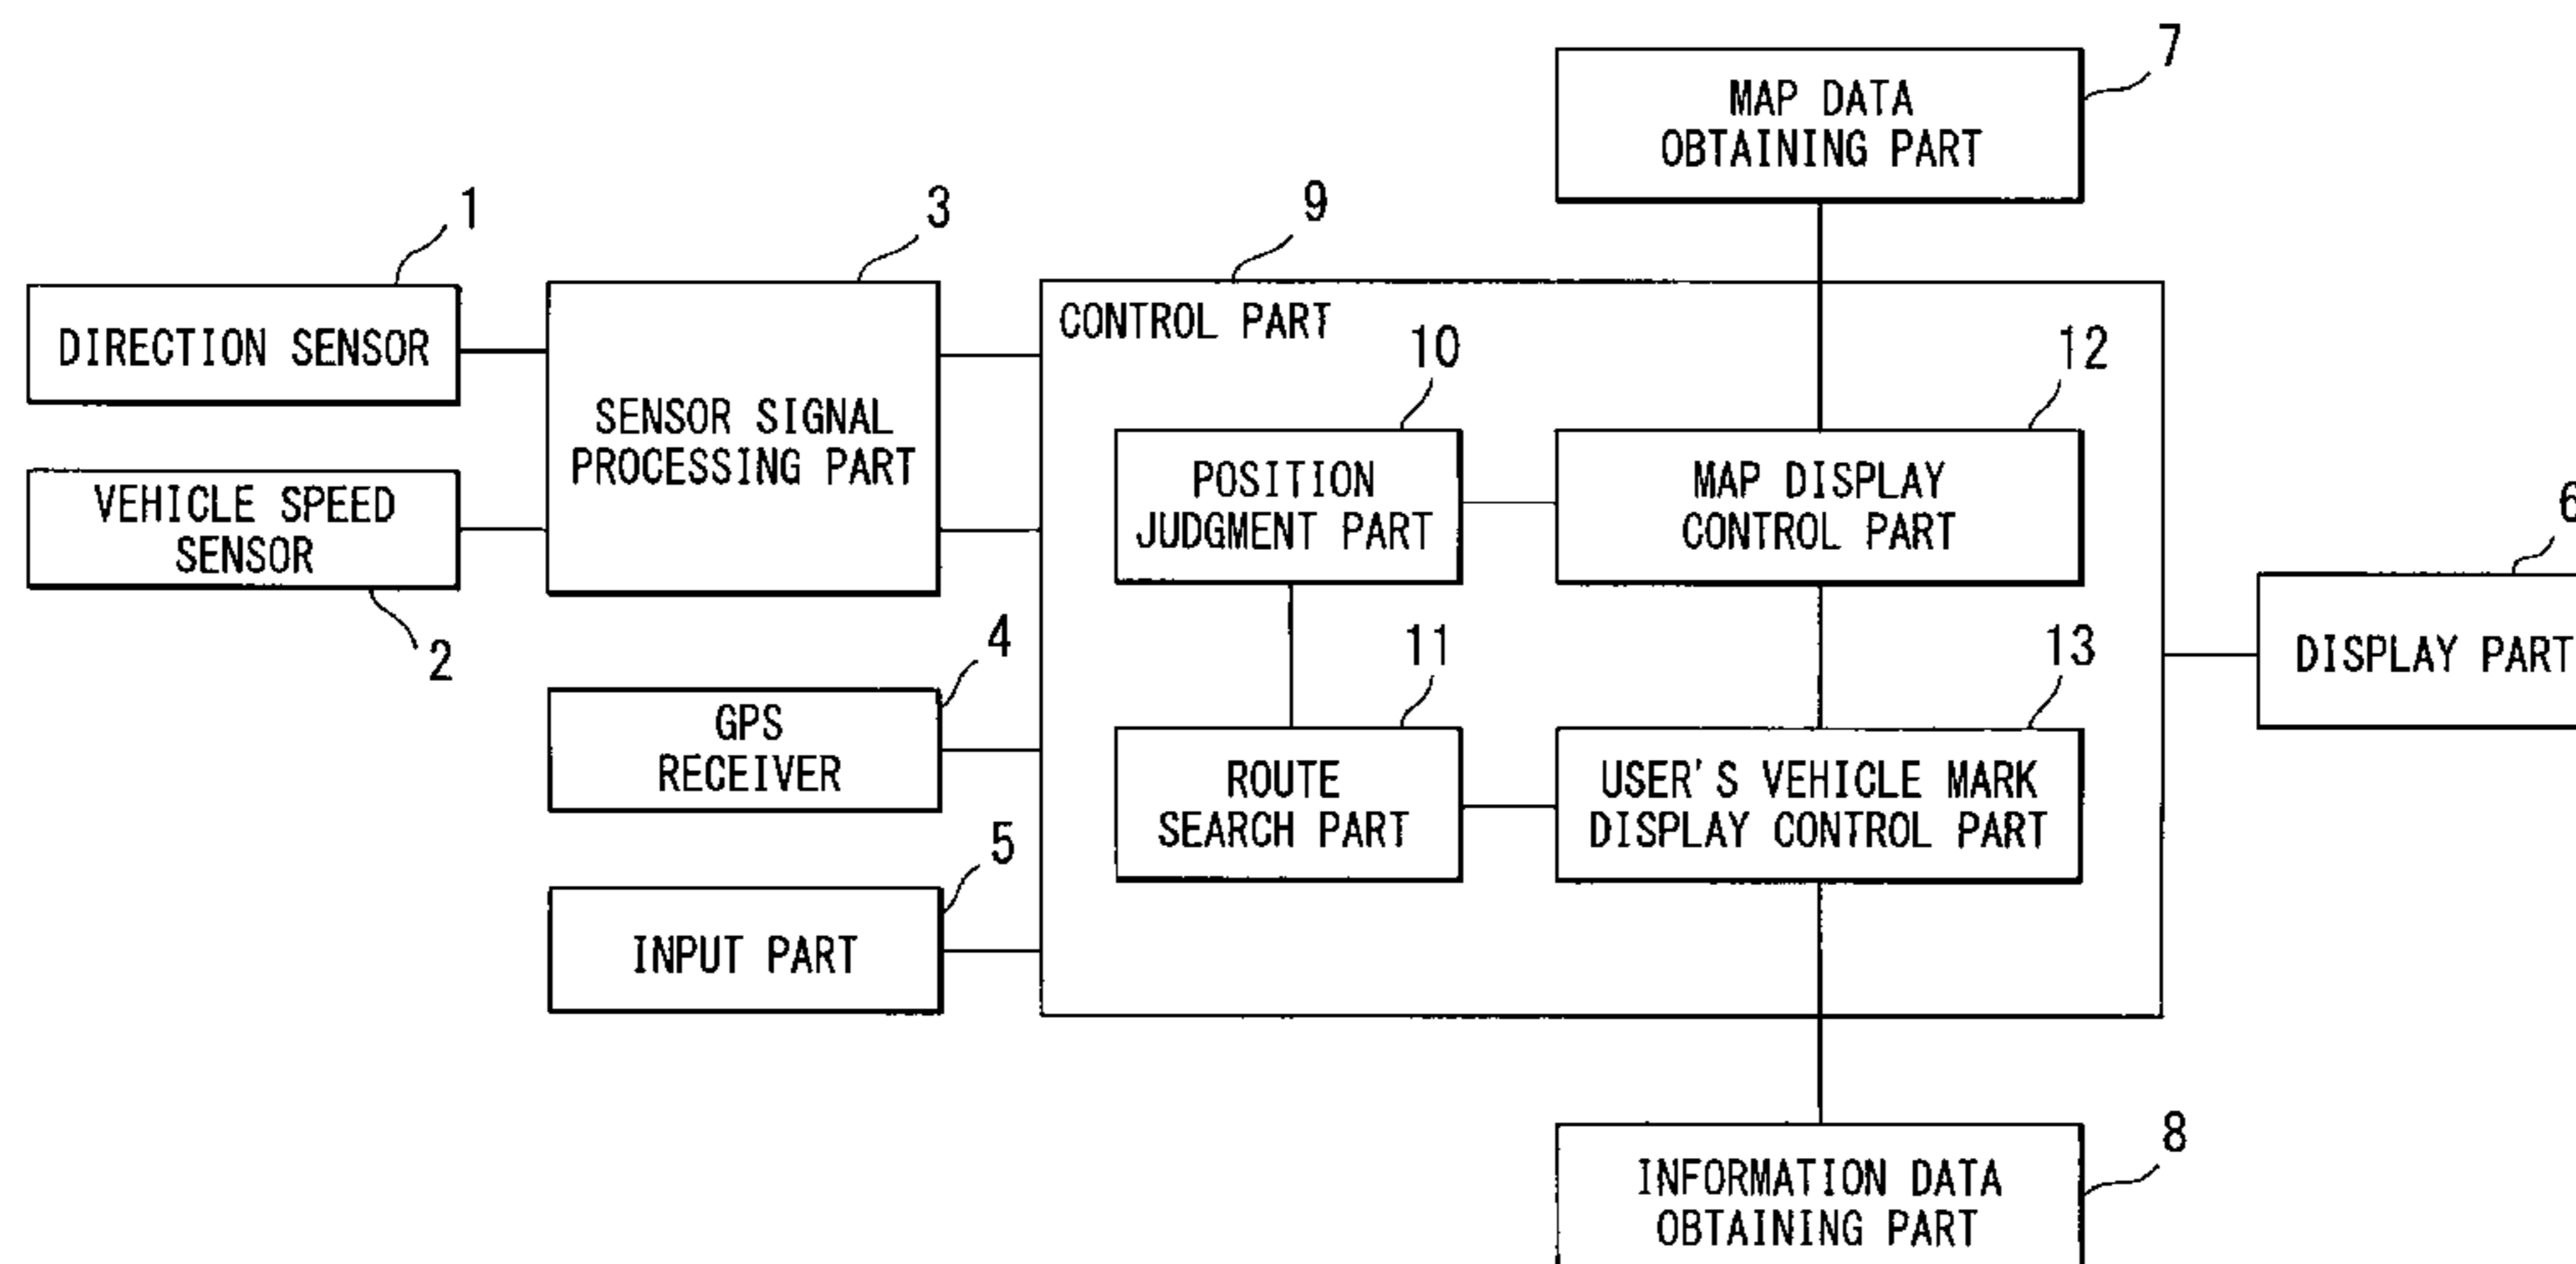 7
MAP DATA
OBTAINING PART
1
3
9
DIRECTION SENSOR
CONTROL PART
10
12
SENSOR SIGNAL
PROCESSING PART
POSITION
JUDGMENT PART
MAP DISPLAY
CONTROL PART
VEHICLE SPEED
SENSOR
6
2
4
11
13
DISPLAY PART
GPS
RECEIVER
ROUTE
SEARCH PART
USER'S VEHICLE MARK
DISPLAY CONTROL PART
5
INPUT PART
8
INFORMATION DATA
OBTAINING PART